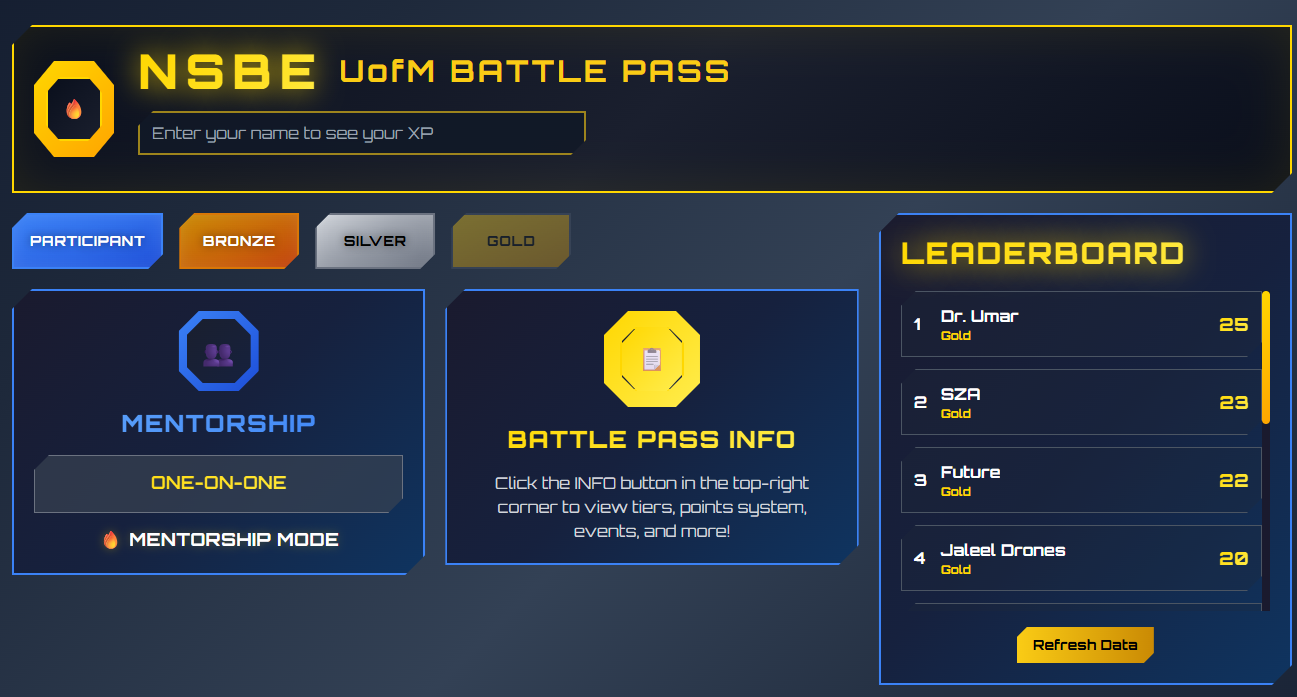 NSBE UofM BATTLE PASS
Enter your name to see your XP
PARTICIPANT
BRONZE
SILVER
GOLD
MENTORSHIP
ONE-ON-ONE
🔥 MENTORSHIP MODE
BATTLE PASS INFO
Click the INFO button in the top-right
corner to view tiers, points system,
events, and more!
LEADERBOARD
1 Dr. Umar 25
Gold
2 SZA 23
Gold
3 Future 22
Gold
4 Jaleel Drones 20
Gold
Refresh Data